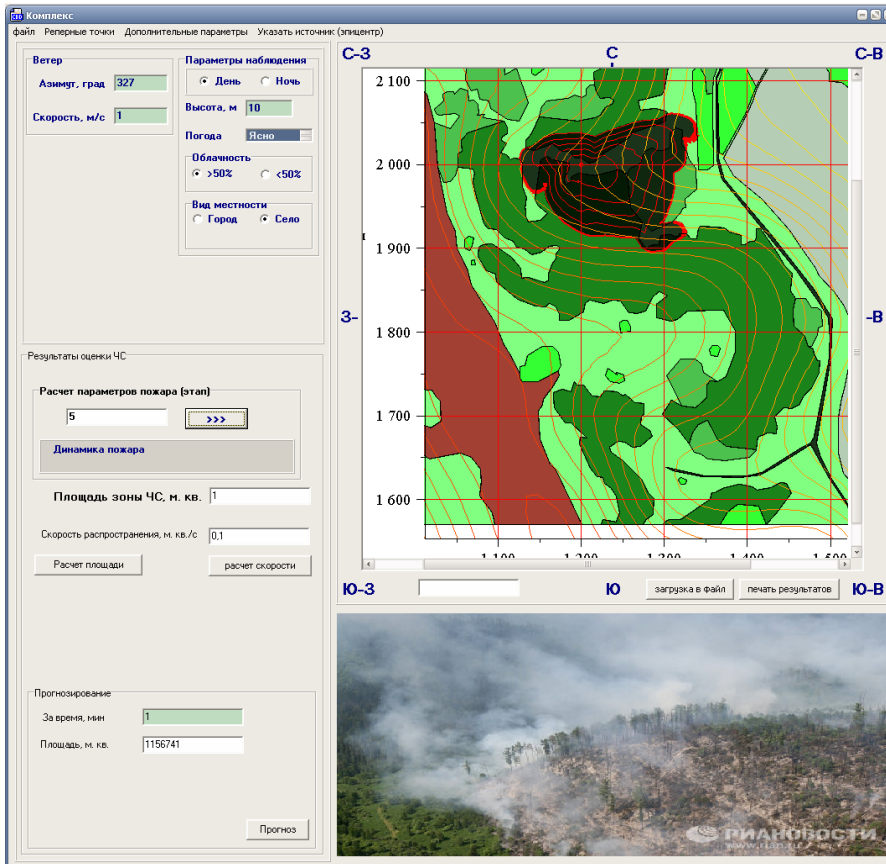 Комплекс
файл Реперные точки Дополнительные параметры Указать источник (эпицентр)
Ветер
Азимут, град 327
Скорость, м/с 1
Параметры наблюдения
День Ночь
Высота, м 10
Погода Ясно
Облачность
>50% <50%
Вид местности
Город Село
Результаты оценки ЧС
Расчет параметров пожара (этап)
5 >>>
Динамика пожара
Площадь зоны ЧС, м. кв. 1
Скорость распространения, м. кв./с 0,1
Расчет площади расчет скорости
Прогнозирование
За время, мин 1
Площадь, м. кв. 1156741
Прогноз
С-З С С-В
2 100
2 000
1 900
З- -В
1 800
1 700
1 600
1 100 1 200 1 300 1 400 1 500
Ю-З Ю загрузка в файл печать результатов Ю-В
РИАНОВОСТИ
www.rian.ru